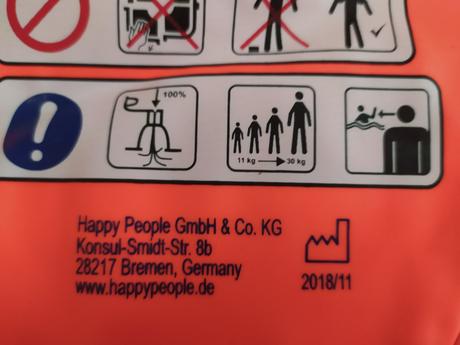 100%
11 kg 30 kg
Happy People GmbH & Co. KG
Konsul-Smidt-Str. 8b
28217 Bremen, Germany
www.happypeople.de
2018/11